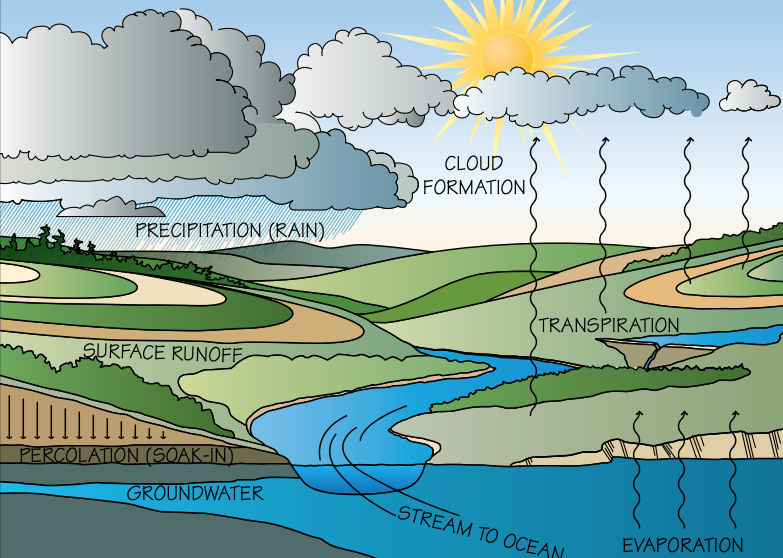 CLOUD
FORMATION
PRECIPITATION (RAIN)
TRANSPIRATION
SURFACE RUNOFF
PERCOLATION (SOAK-IN)
GROUNDWATER
STREAM TO OCEAN
EVAPORATION